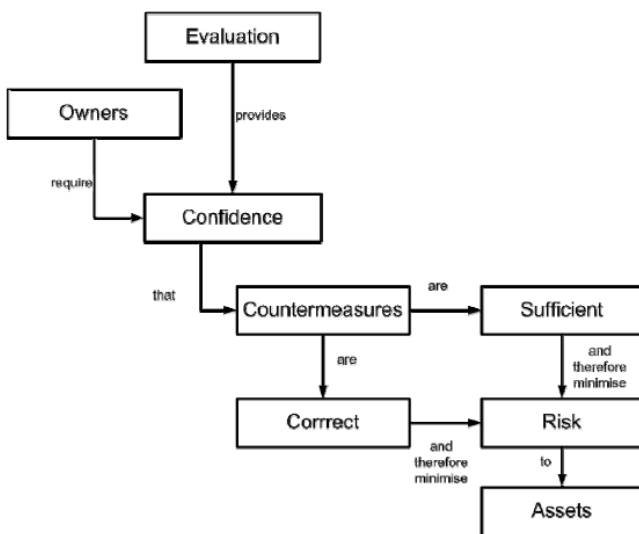 Evaluation
Owners
provides
require
Confidence
that
Countermeasures
are
Sufficient
are
and
therefore
minimise
Corrrect
and
therefore
minimise
Risk
to
Assets